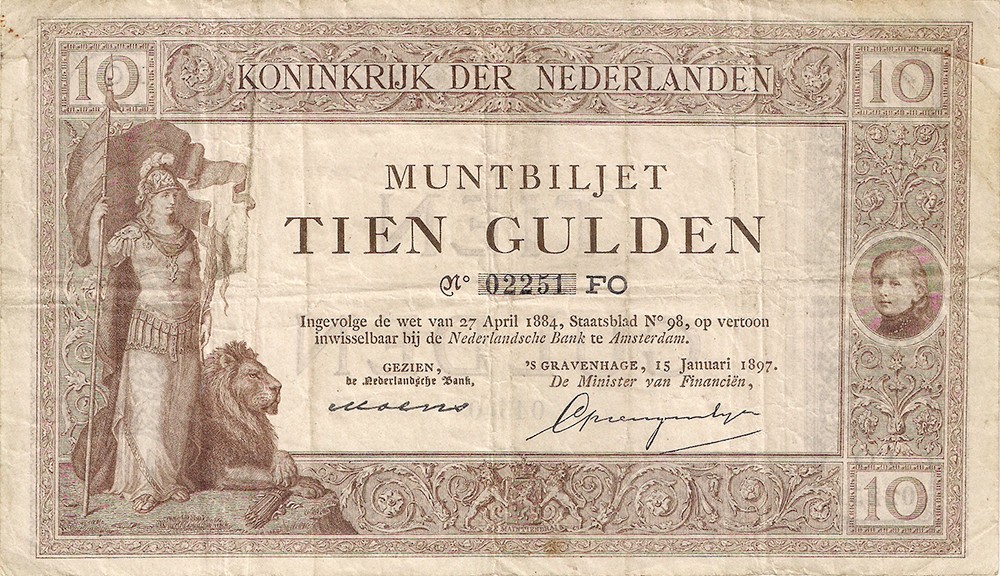 10 KONINKRIJK DER NEDERLANDEN 10
MUNTBILJET
TIEN GULDEN
No 02251 FO
Ingevolge de wet van 27 April 1884, Staatsblad No 98, op vertoon
inwisselbaar bij de Nederlandsche Bank te Amsterdam.
GEZIEN,
de Nederlandsche Bank,
'S GRAVENHAGE, 15 Januari 1897.
De Minister van Financiën,
10